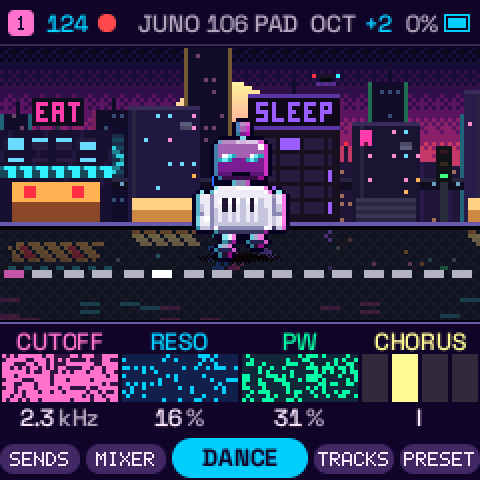 1 124 JUNO 106 PAD OCT +2 0%
EAT
SLEEP
CUTOFF RESO PW CHORUS
2.3 kHz 16 % 31 % I
SENDS MIXER DANCE TRACKS PRESET